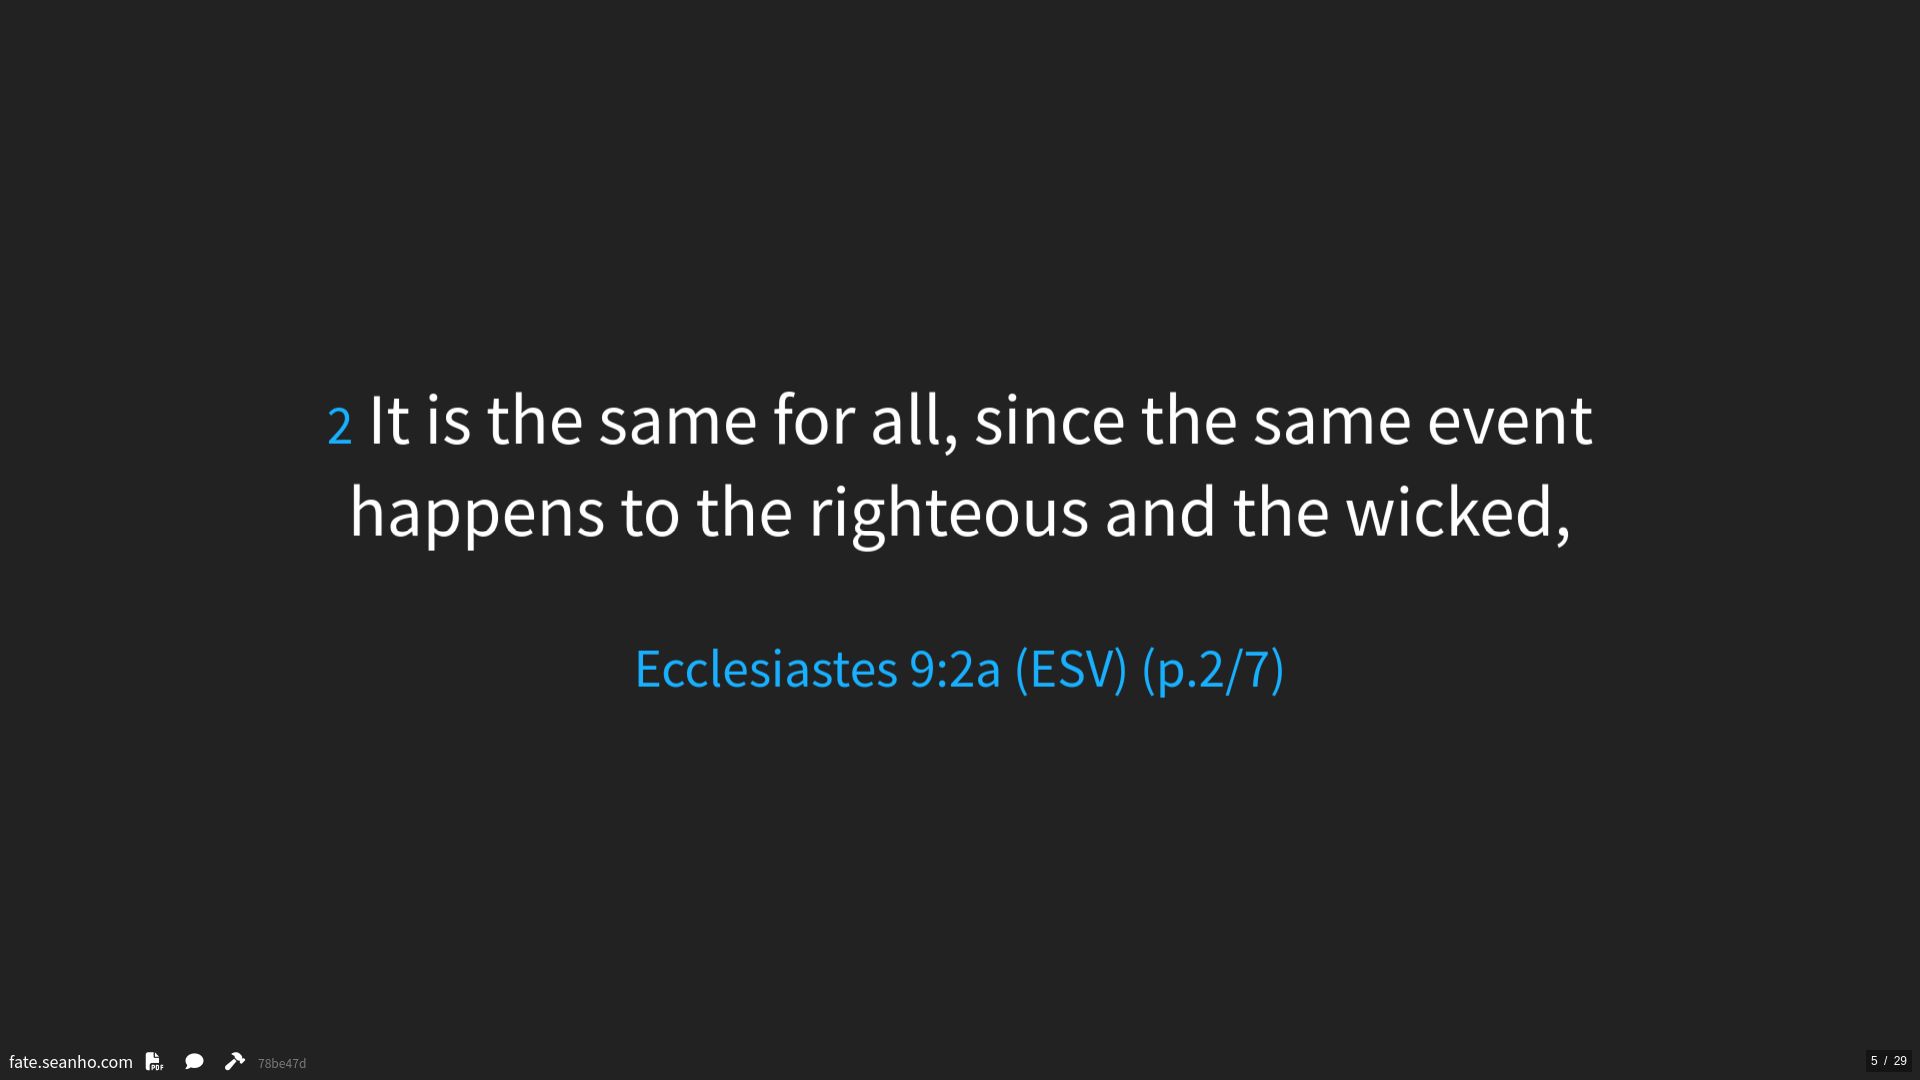 2 It is the same for all, since the same event
happens to the righteous and the wicked,
Ecclesiastes 9:2a (ESV) (p.2/7)
fate.seanho.com PDF 78be47d
5 / 29